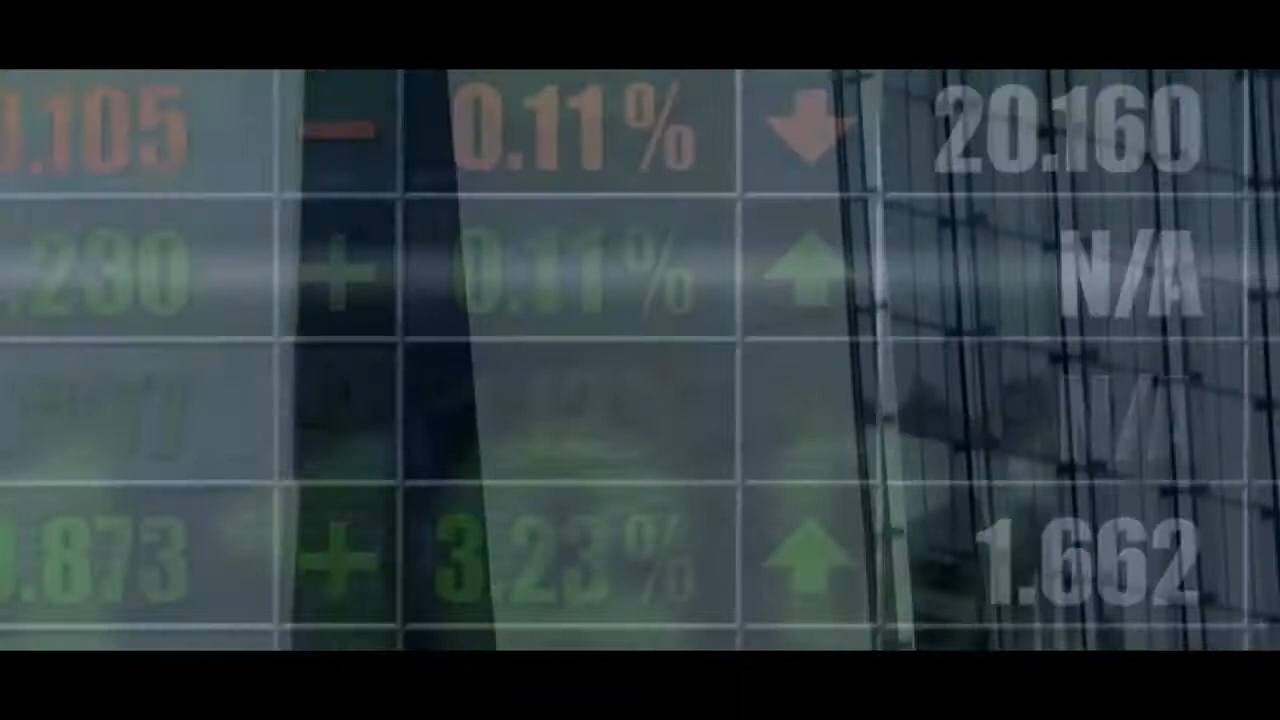 .105 − 0.11% 20.160
.230 + 0.11% N/A
N/A
.873 + 3.23% 1.662